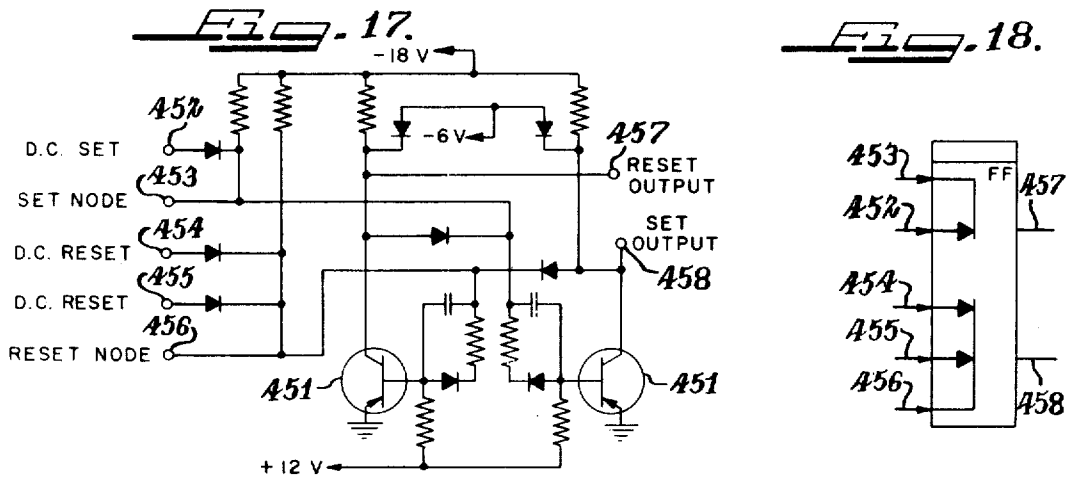 Fig. 17.
Fig. 18.
-18 V
452
D.C. SET
453
SET NODE
454
D.C. RESET
455
D.C. RESET
456
RESET NODE
-6V
457
RESET
OUTPUT
SET
OUTPUT
458
451
451
+12 V
453
FF
457
452
454
455
456
458